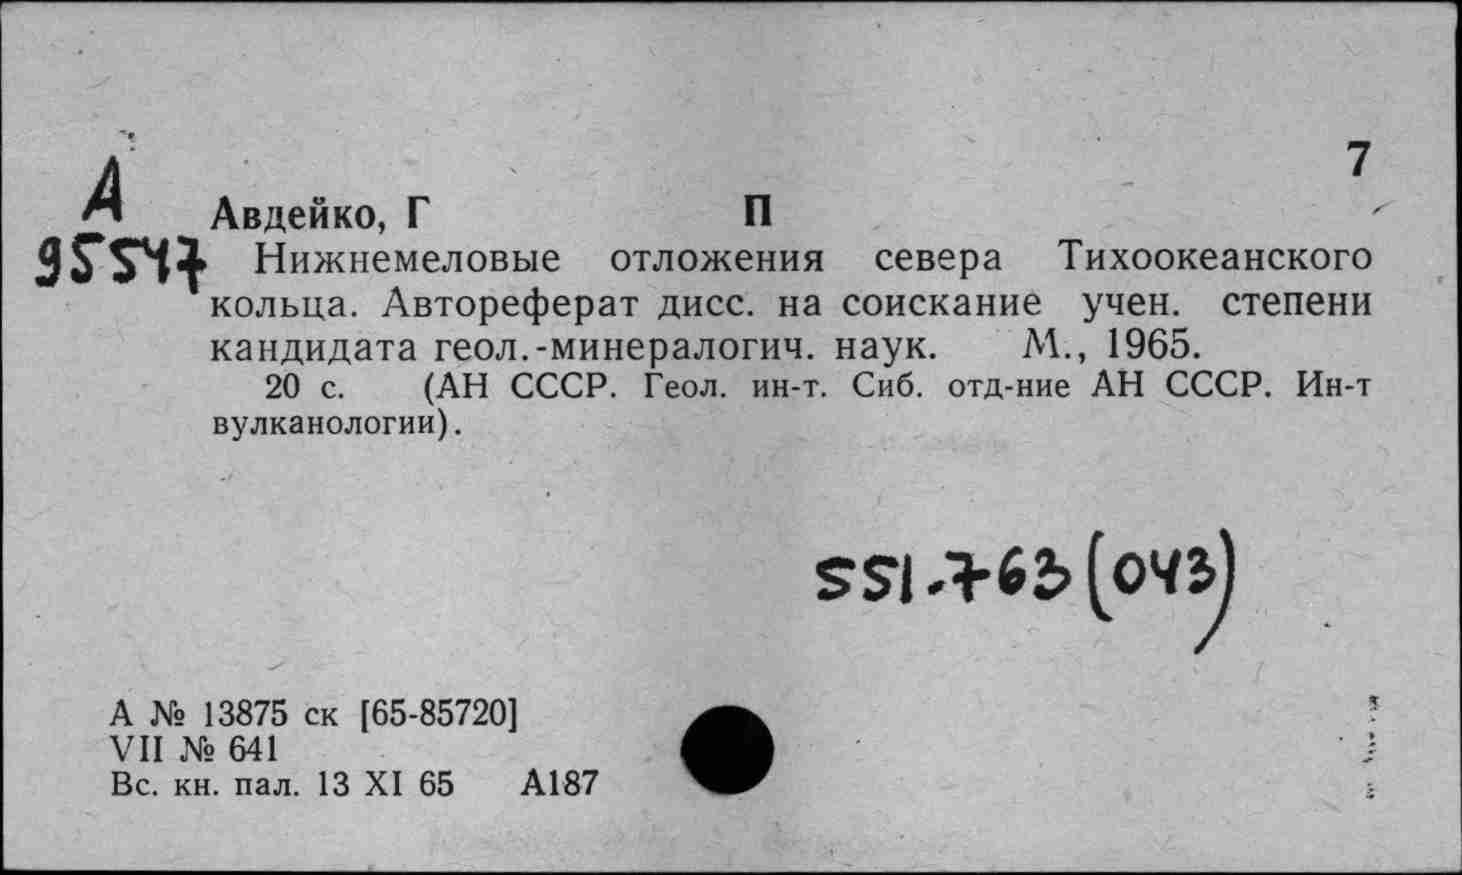 7
А
95547
Авдейко, Г П
Нижнемеловые отложения севера Тихоокеанского
кольца. Автореферат дисс. на соискание учен. степени
кандидата геол.-минералогич. наук. М., 1965.
20 с. (АН СССР. Геол. ин-т. Сиб. отд-ние АН СССР. Ин-т
вулканологии).
551.763(043)
А № 13875 ск [65-85720]
VII № 641
Вс. кн. пал. 13 XI 65 А187